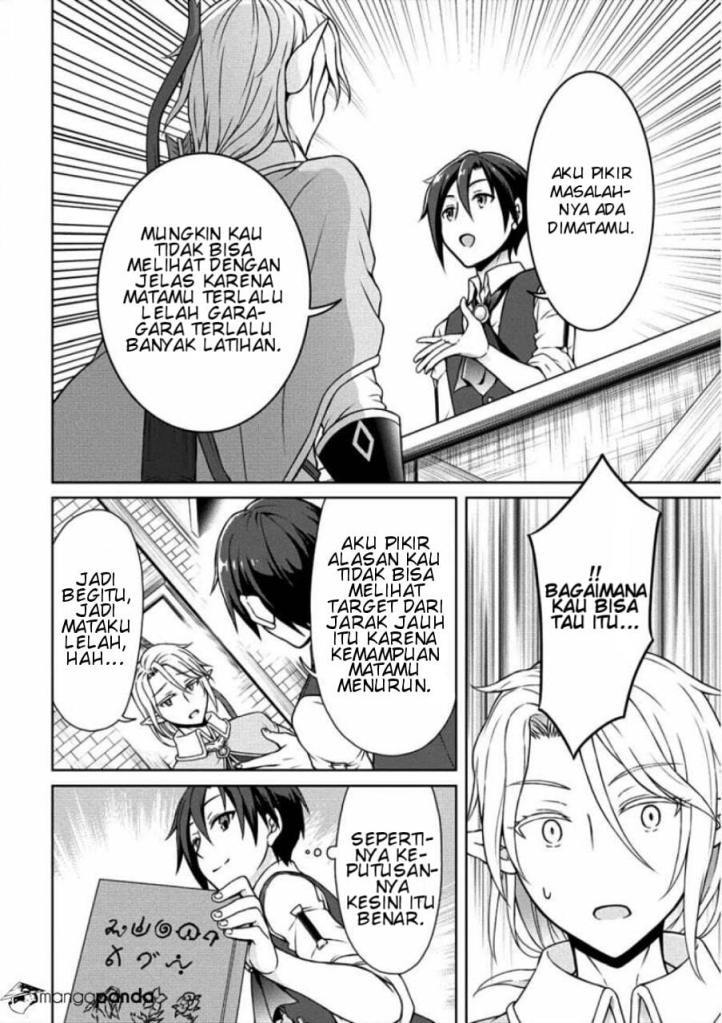 AKU PIKIR
MASALAH-
NYA ADA
DIMATAMU.
MUNGKIN KAU
TIDAK BISA
MELIHAT DENGAN
JELAS KARENA
MATAMU TERLALU
LELAH GARA-
GARA TERLALU
BANYAK LATIHAN.
!!
BAGAIMANA
KAU BISA
TAU ITU...
AKU PIKIR
ALASAN KAU
TIDAK BISA
MELIHAT
TARGET DARI
JARAK JAUH
ITU KARENA
KEMAMPUAN
MATAMU
MENURUN.
JADI
BEGITU,
JADI
MATAKU
LELAH,
HAH...
SEPERTI-
NYA KE-
PUTUSAN-
NYA
KESINI ITU
BENAR.
mangapanda